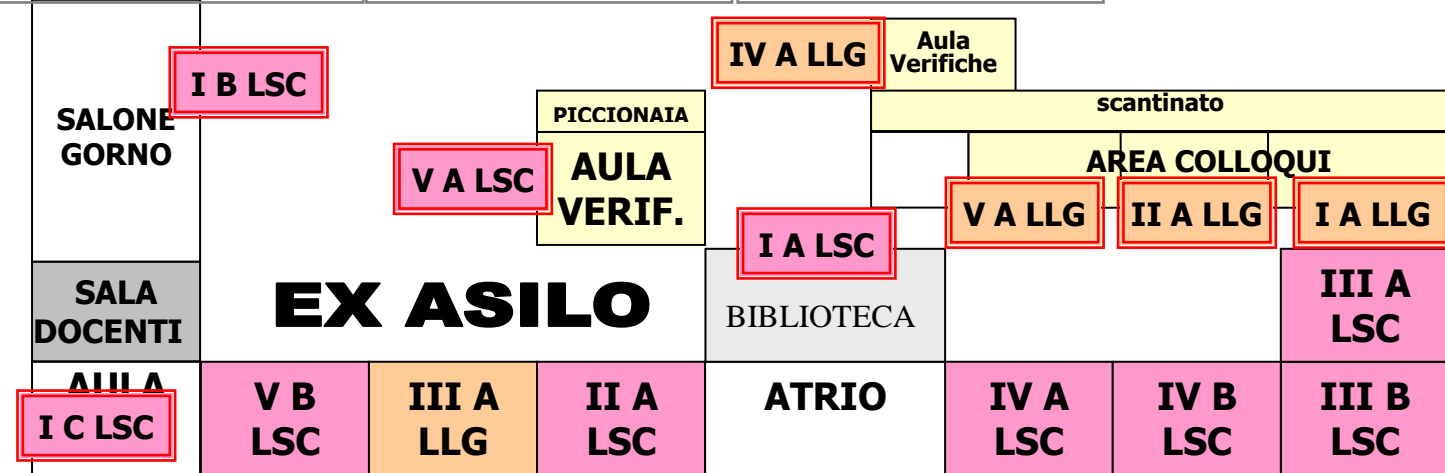 IV A LLG
Aula
Verifiche
I B LSC
SALONE
GORNO
PICCIONAIA
scantinato
V A LSC
AULA
VERIF.
AREA COLLOQUI
V A LLG
II A LLG
I A LLG
I A LSC
SALA
DOCENTI
EX ASILO
BIBLIOTECA
III A
LSC
AULA
I C LSC
V B
LSC
III A
LLG
II A
LSC
ATRIO
IV A
LSC
IV B
LSC
III B
LSC